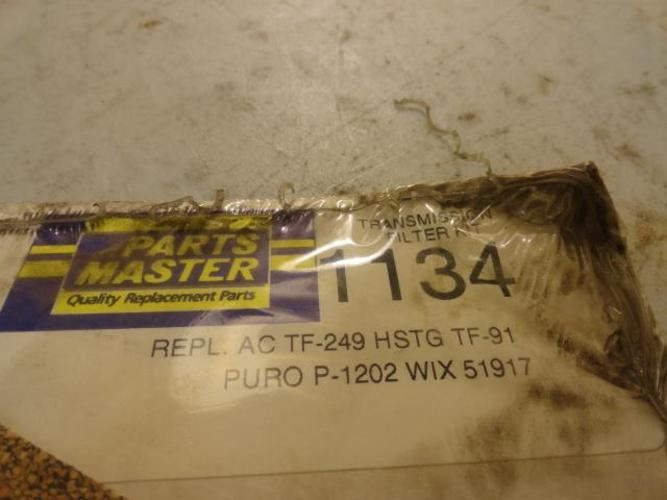 PARTS
MASTER
Quality Replacement Parts
TRANSMISSION
FILTER KIT
1134
REPL. AC TF-249 HSTG TF-91
PURO P-1202 WIX 51917